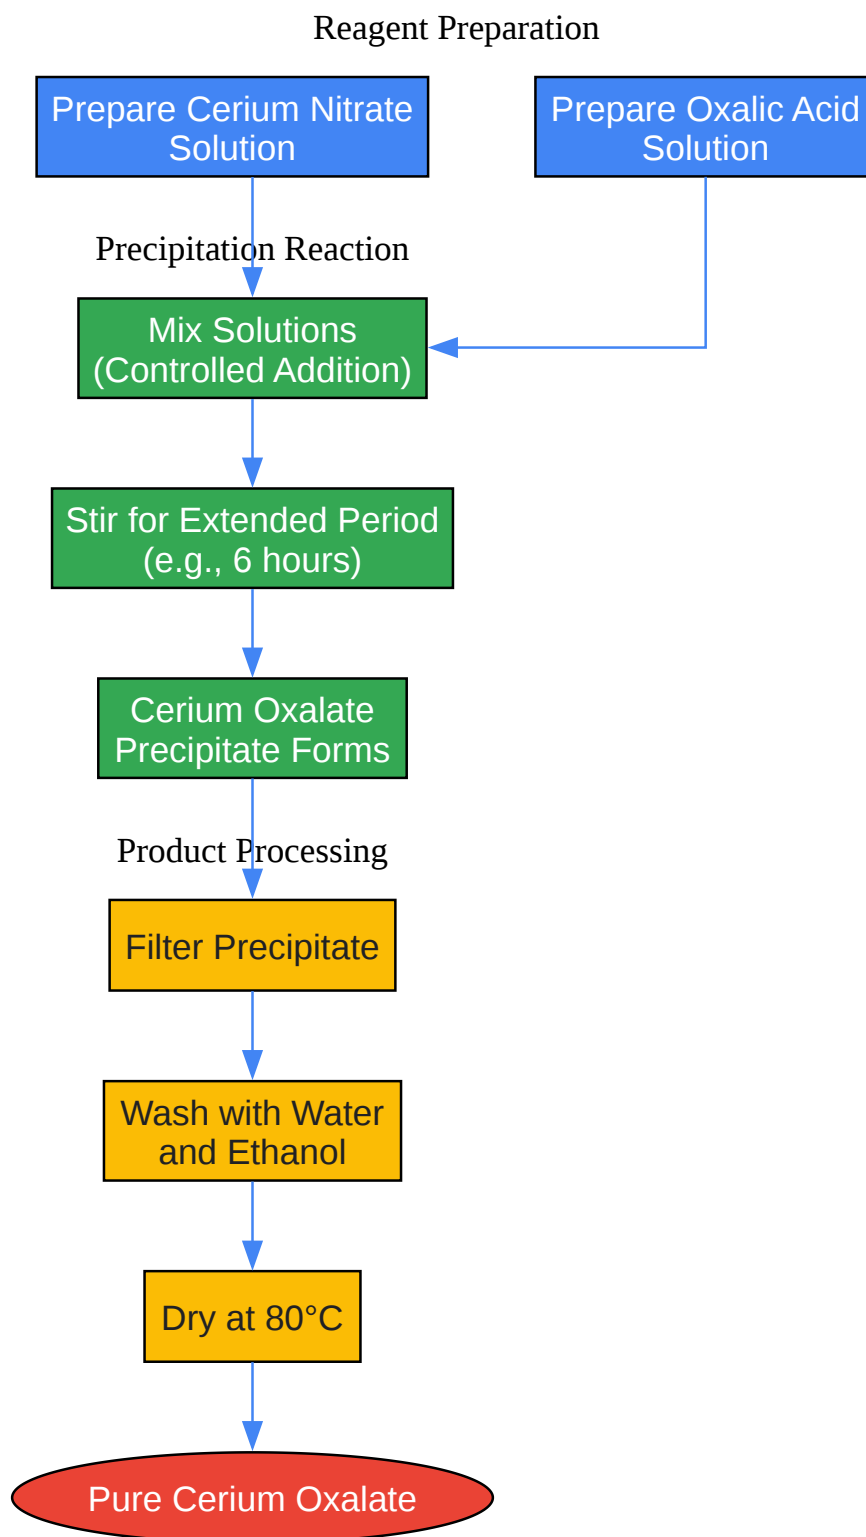 Reagent Preparation
Prepare Cerium Nitrate
Solution
Prepare Oxalic Acid
Solution
Precipitation Reaction
Mix Solutions
(Controlled Addition)
Stir for Extended Period
(e.g., 6 hours)
Cerium Oxalate
Precipitate Forms
Product Processing
Filter Precipitate
Wash with Water
and Ethanol
Dry at 80°C
Pure Cerium Oxalate